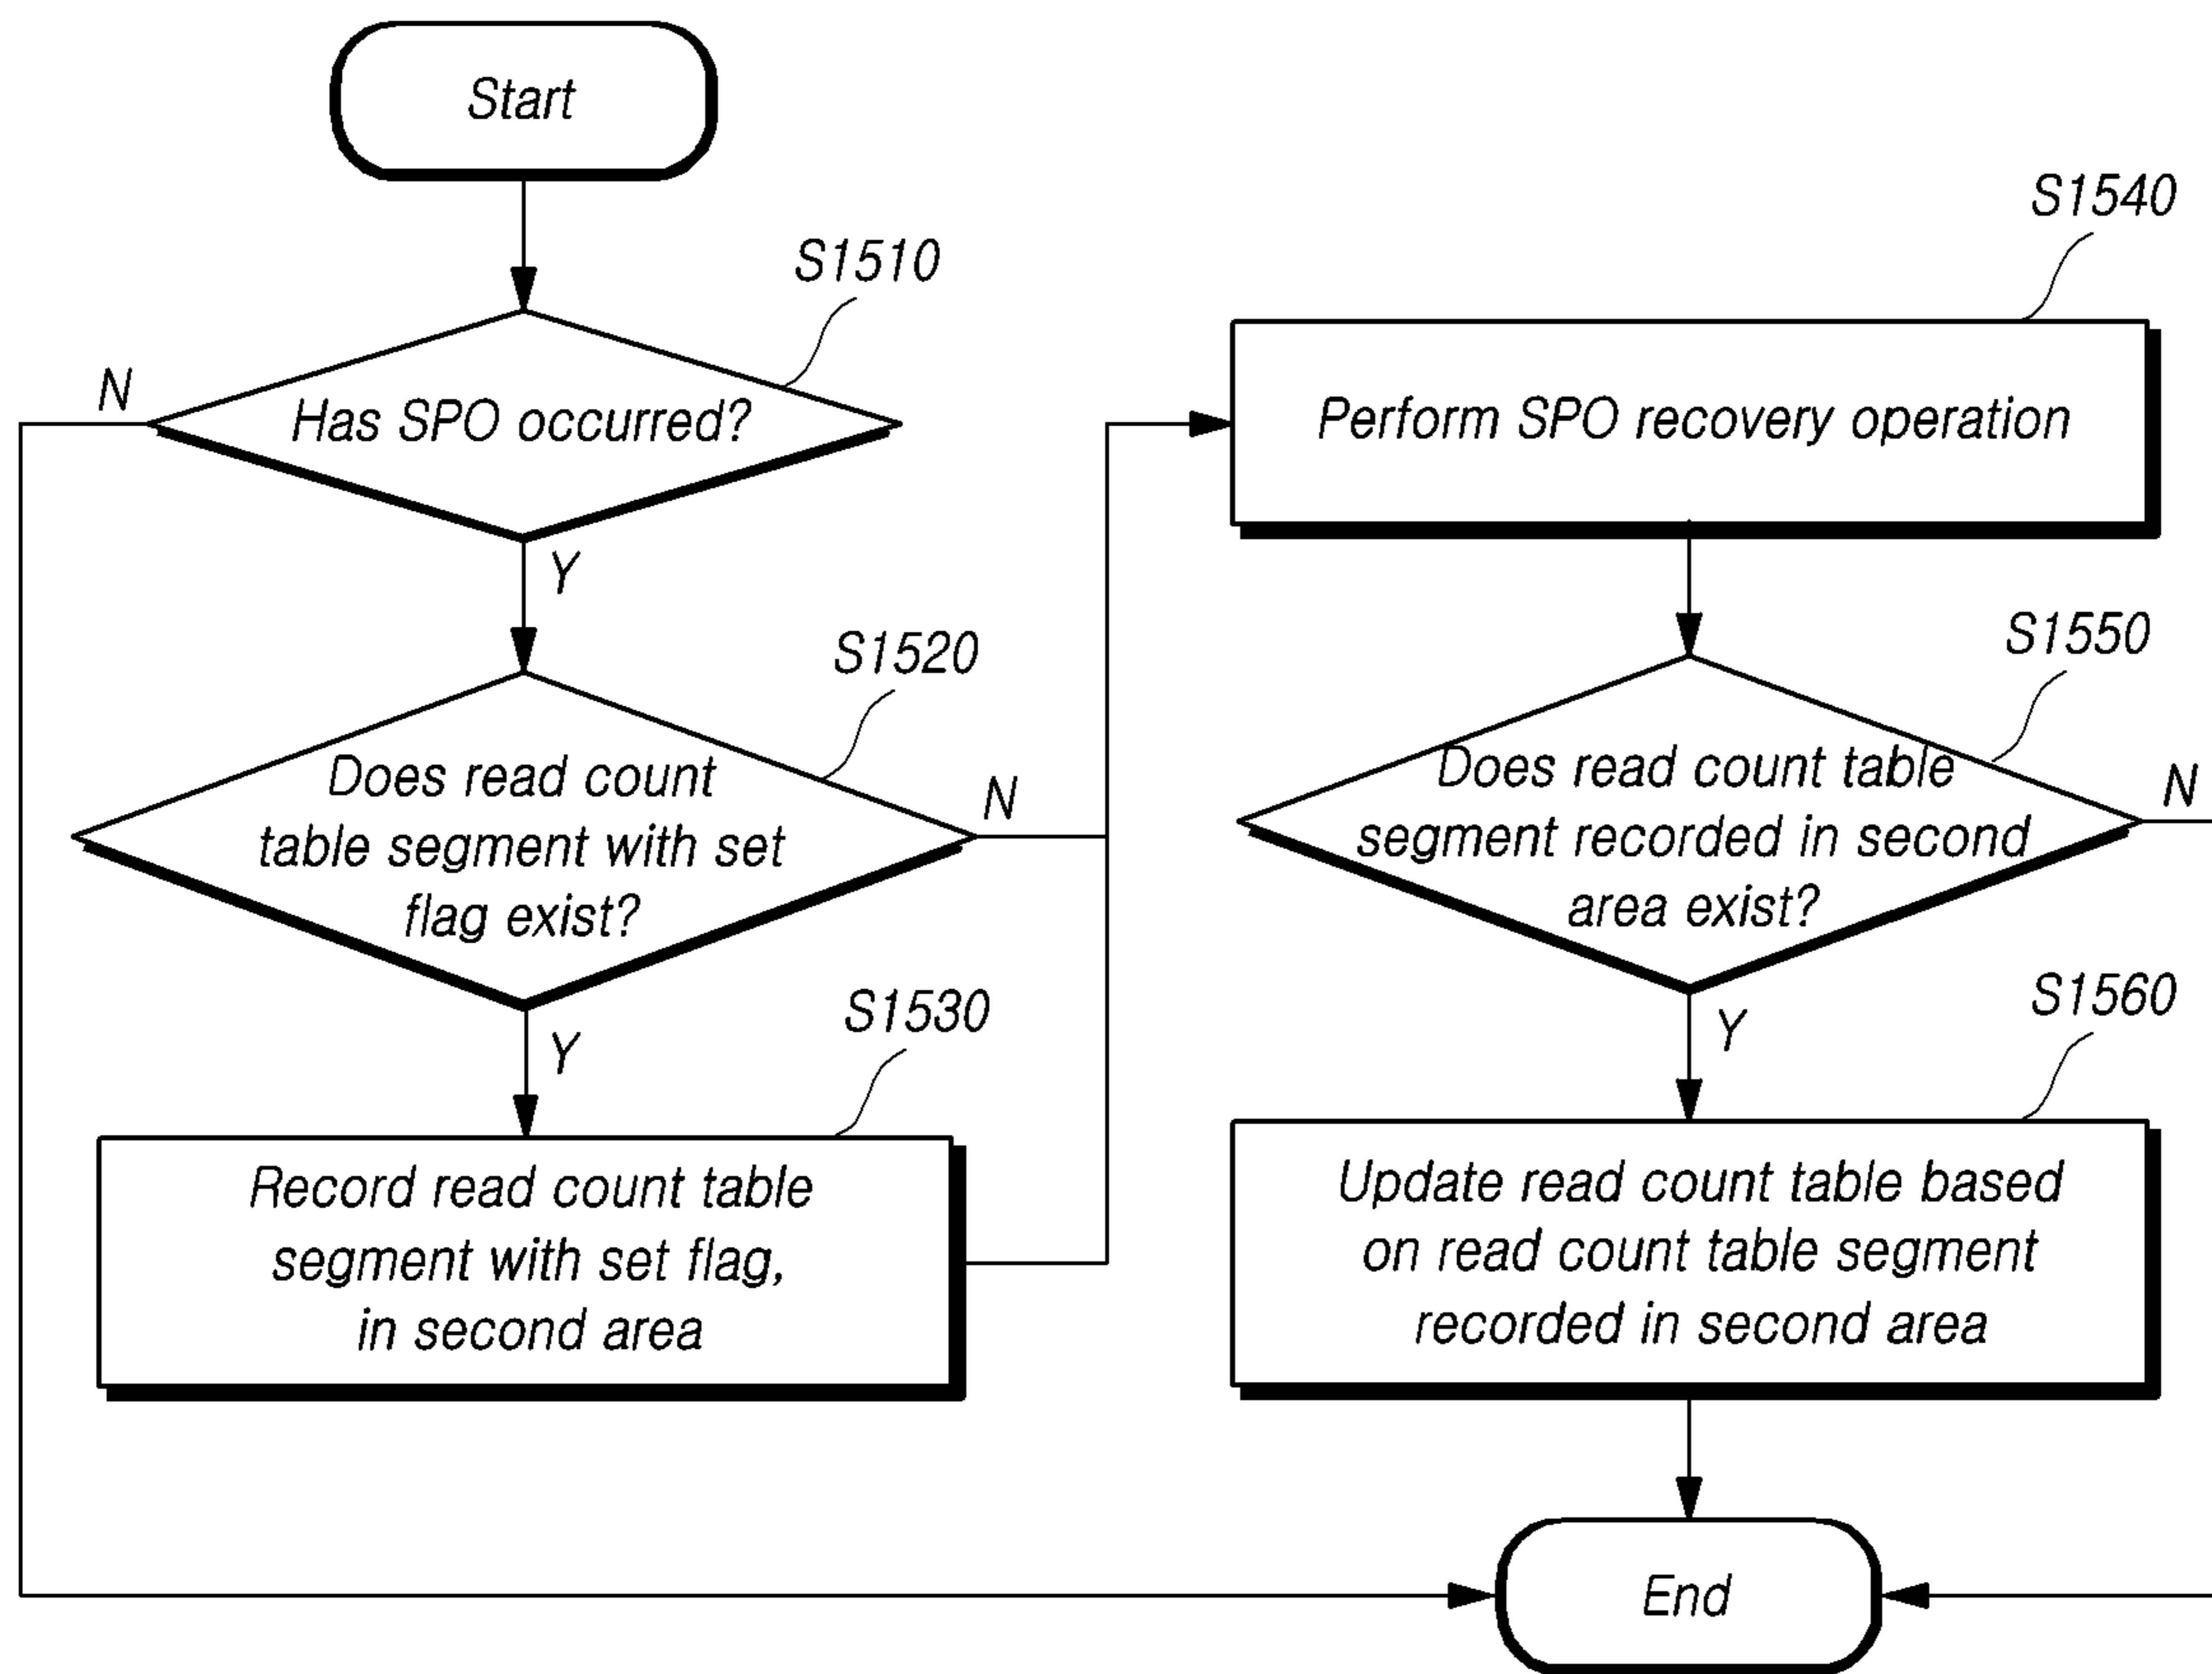 Start
S1510
N
Has SPO occurred?
Y
S1520
Does read count
table segment with set
flag exist?
N
Y
S1530
Record read count table
segment with set flag,
in second area
S1540
Perform SPO recovery operation
S1550
Does read count table
segment recorded in second
area exist?
N
Y
S1560
Update read count table based
on read count table segment
recorded in second area
End